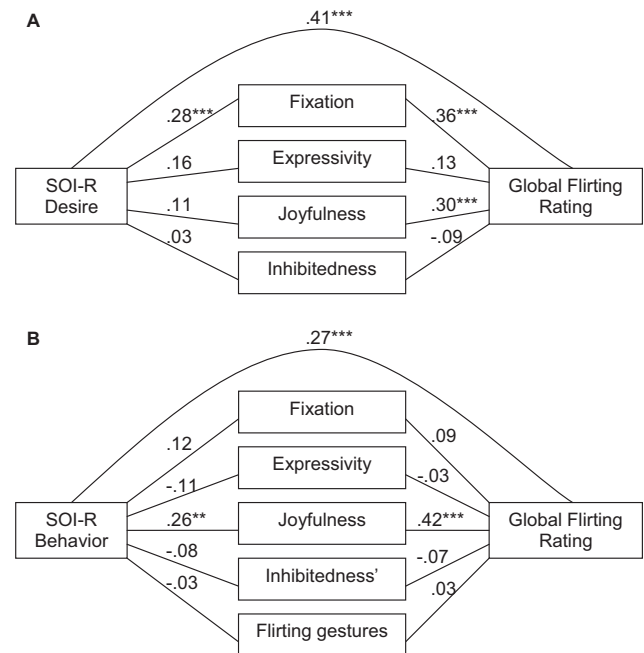 A
.41***
.28*** Fixation .36***
.16 Expressivity .13
SOI-R
Desire
Global Flirting
Rating
.11 Joyfulness .30***
.03 Inhibitedness -.09
B
.27***
.12 Fixation .09
-.11 Expressivity -.03
SOI-R
Behavior
.26** Joyfulness .42***
Global Flirting
Rating
-.08 Inhibitedness’ -.07
-.03 Flirting gestures .03